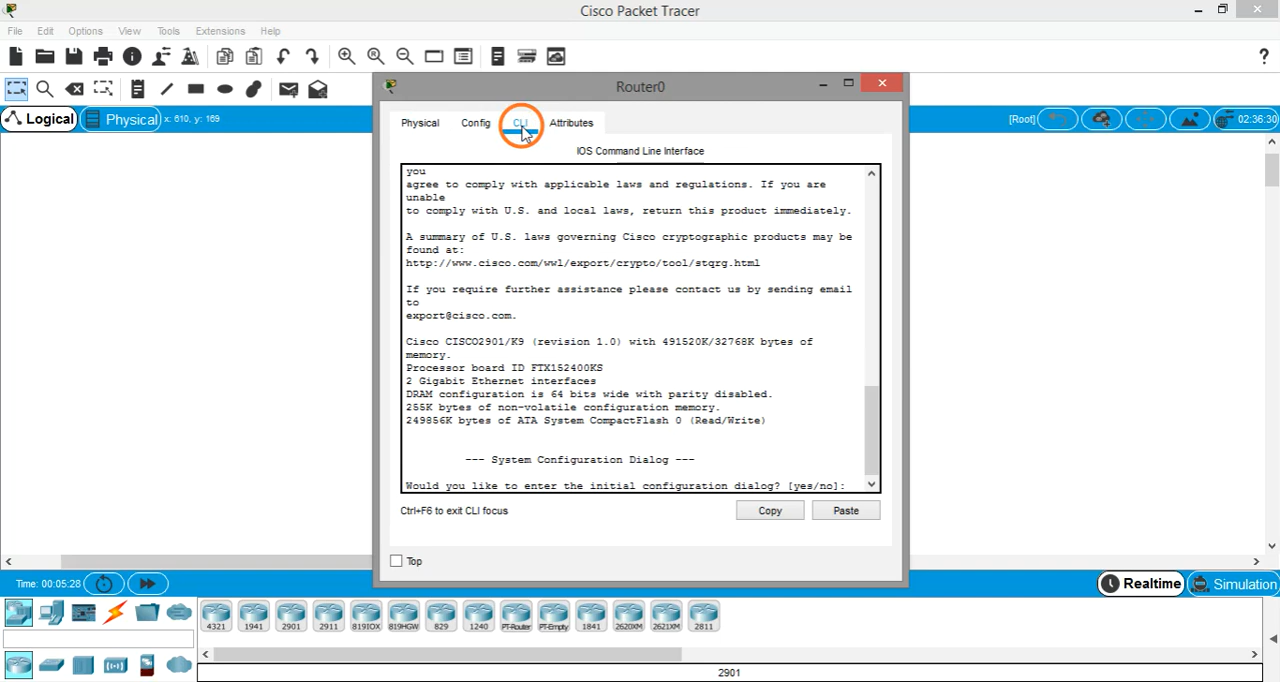 Cisco Packet Tracer
File Edit Options View Tools Extensions Help
?
Router0
Logical Physical x: 610, y: 169
[Root] 02:36:30
Physical Config CLI Attributes
IOS Command Line Interface
you
agree to comply with applicable laws and regulations. If you are
unable
to comply with U.S. and local laws, return this product immediately.
A summary of U.S. laws governing Cisco cryptographic products may be
found at:
http://www.cisco.com/wwl/export/crypto/tool/stqrg.html
If you require further assistance please contact us by sending email
to
export@cisco.com.
Cisco CISCO2901/K9 (revision 1.0) with 491520K/32768K bytes of
memory.
Processor board ID FTX152400KS
2 Gigabit Ethernet interfaces
DRAM configuration is 64 bits wide with parity disabled.
255K bytes of non-volatile configuration memory.
249856K bytes of ATA System CompactFlash 0 (Read/Write)
--- System Configuration Dialog ---
Would you like to enter the initial configuration dialog? [yes/no]:
Ctrl+F6 to exit CLI focus
Copy Paste
Top
Time: 00:05:28
Realtime Simulation
4321 1941 2901 2911 819IOX 819HGW 829 1240 PT-Router PT-Empty 1841 2620XM 2621XM 2811
2901